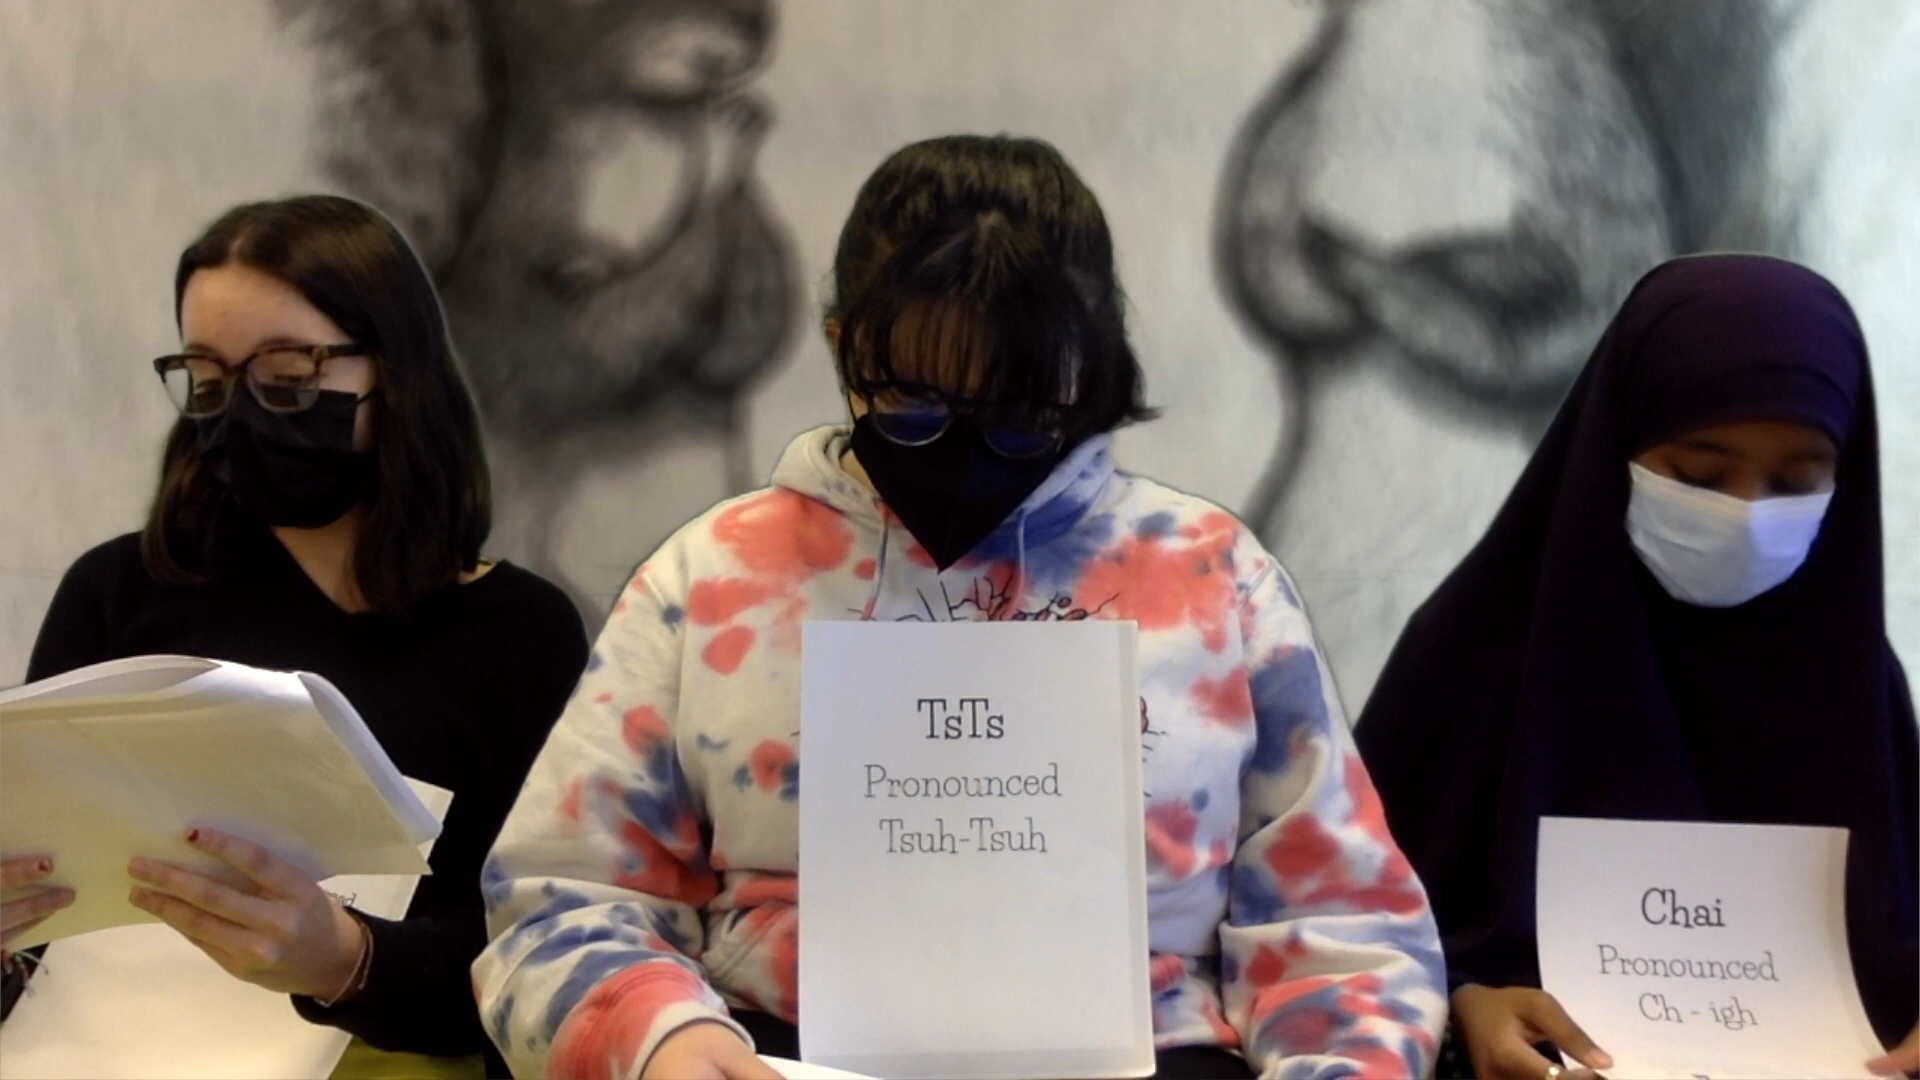 TsTs
Pronounced
Tsuh-Tsuh
Chai
Pronounced
Ch - igh